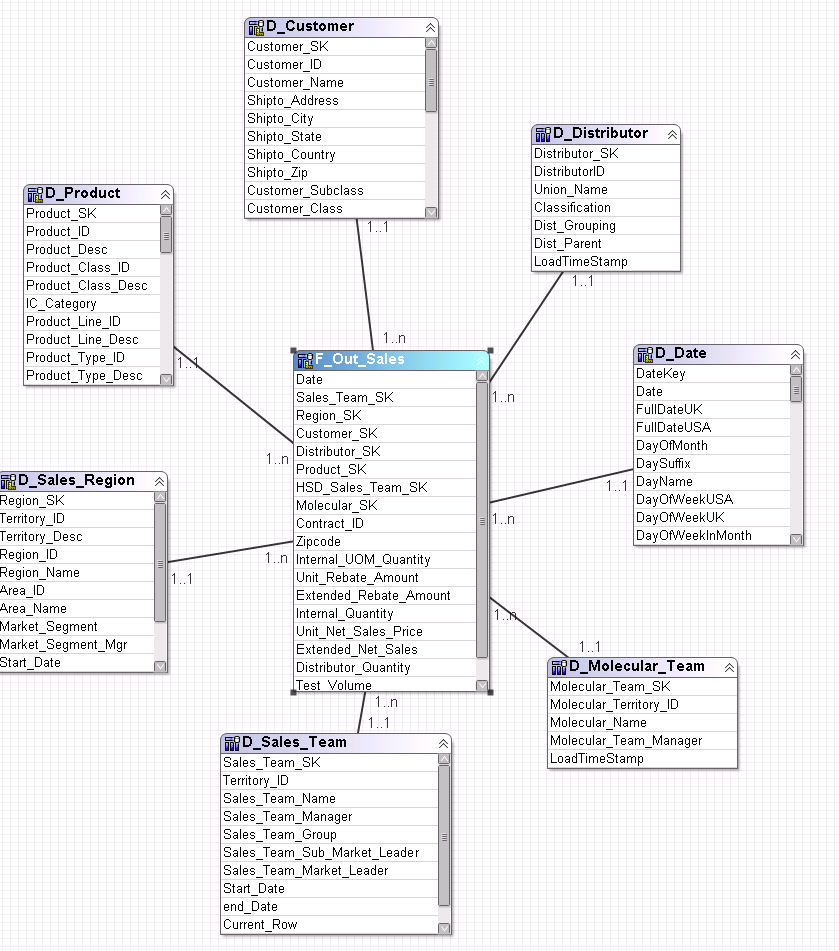 D_Customer
Customer_SK
Customer_ID
Customer_Name
Shipto_Address
Shipto_City
Shipto_State
Shipto_Country
Shipto_Zip
Customer_Subclass
Customer_Class
1..1
D_Distributor
Distributor_SK
DistributorID
Union_Name
Classification
Dist_Grouping
Dist_Parent
LoadTimeStamp
1..1
D_Product
Product_SK
Product_ID
Product_Desc
Product_Class_ID
Product_Class_Desc
IC_Category
Product_Line_ID
Product_Line_Desc
Product_Type_ID
Product_Type_Desc
1..1
1..n
F_Out_Sales
Date
Sales_Team_SK
Region_SK
Customer_SK
Distributor_SK
Product_SK
HSD_Sales_Team_SK
Molecular_SK
Contract_ID
Zipcode
Internal_UOM_Quantity
Unit_Rebate_Amount
Extended_Rebate_Amount
Internal_Quantity
Unit_Net_Sales_Price
Extended_Net_Sales
Distributor_Quantity
Test_Volume
1..n
1..n
1..n
1..n
1..n
1..n
D_Date
DateKey
Date
FullDateUK
FullDateUSA
DayOfMonth
DaySuffix
DayName
DayOfWeekUSA
DayOfWeekUK
DayOfWeekInMonth
1..1
D_Sales_Region
Region_SK
Territory_ID
Territory_Desc
Region_ID
Region_Name
Area_ID
Area_Name
Market_Segment
Market_Segment_Mgr
Start_Date
1..1
1..1
D_Molecular_Team
Molecular_Team_SK
Molecular_Territory_ID
Molecular_Name
Molecular_Team_Manager
LoadTimeStamp
1..1
D_Sales_Team
Sales_Team_SK
Territory_ID
Sales_Team_Name
Sales_Team_Manager
Sales_Team_Group
Sales_Team_Sub_Market_Leader
Sales_Team_Market_Leader
Start_Date
end_Date
Current_Row